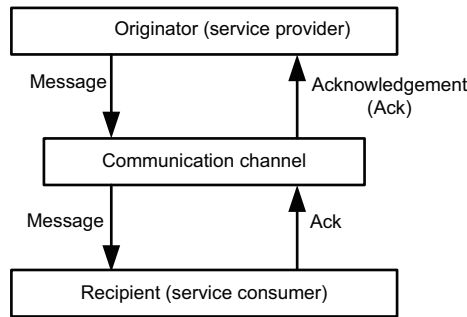 Originator (service provider)
Message
Acknowledgement
(Ack)
Communication channel
Message
Ack
Recipient (service consumer)